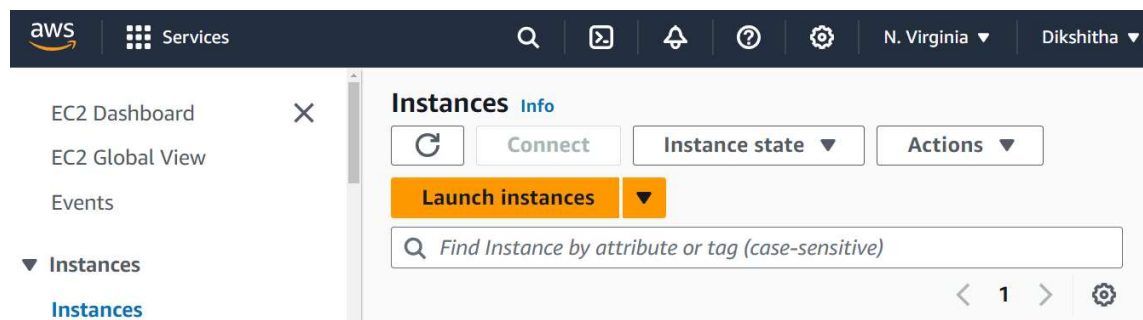 aws Services N. Virginia ▼ Dikshitha ▼
EC2 Dashboard
EC2 Global View
Events
▼ Instances
Instances
Instances Info
Connect Instance state ▼ Actions ▼
Launch instances ▼
Find Instance by attribute or tag (case-sensitive)
< 1 >